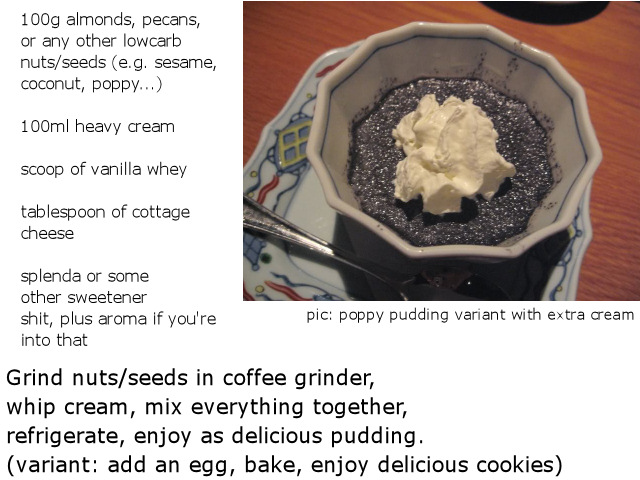 100g almonds, pecans,
or any other lowcarb
nuts/seeds (e.g. sesame,
coconut, poppy...)
100ml heavy cream
scoop of vanilla whey
tablespoon of cottage
cheese
splenda or some
other sweetener
shit, plus aroma if you're
into that
pic: poppy pudding variant with extra cream
Grind nuts/seeds in coffee grinder,
whip cream, mix everything together,
refrigerate, enjoy as delicious pudding.
(variant: add an egg, bake, enjoy delicious cookies)